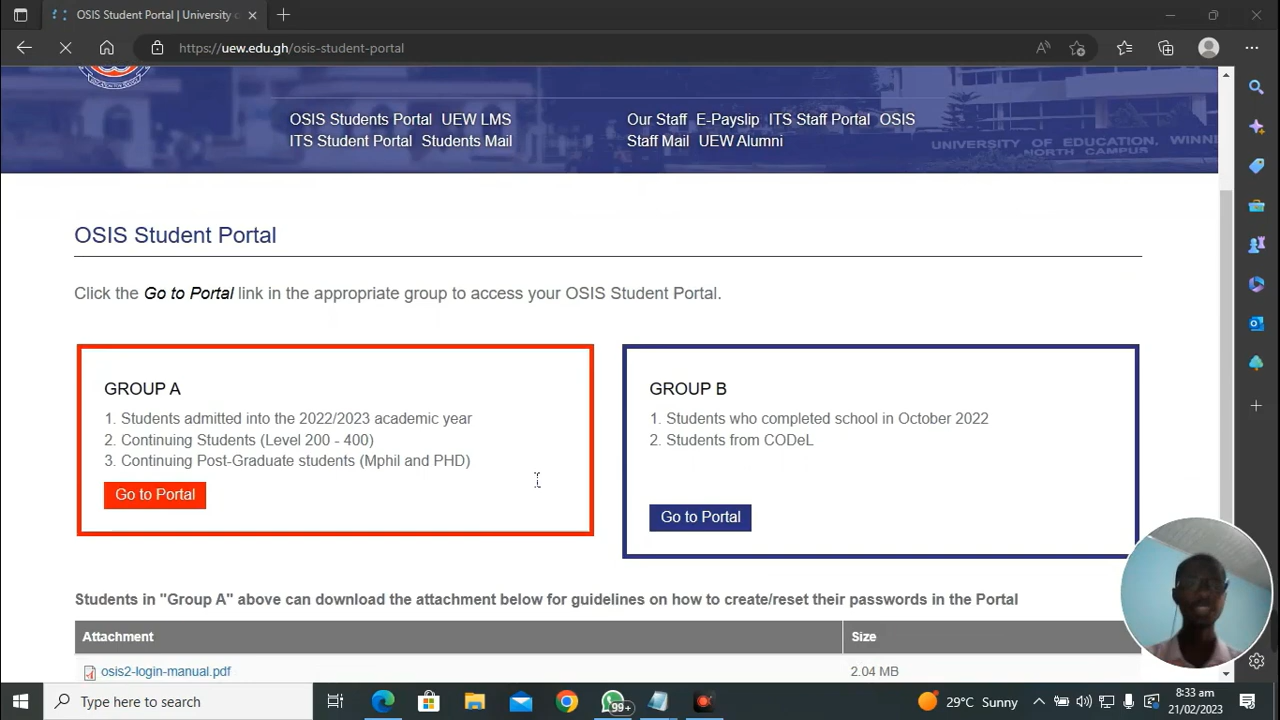 OSIS Student Portal | University
https://uew.edu.gh/osis-student-portal
OSIS Students Portal UEW LMS
ITS Student Portal Students Mail
Our Staff E-Payslip ITS Staff Portal OSIS
Staff Mail UEW Alumni
UNIVERSITY OF EDUCATION, WINNE
NORTH CAMPUS
OSIS Student Portal
Click the Go to Portal link in the appropriate group to access your OSIS Student Portal.
GROUP A
1. Students admitted into the 2022/2023 academic year
2. Continuing Students (Level 200 - 400)
3. Continuing Post-Graduate students (Mphil and PHD)
Go to Portal
GROUP B
1. Students who completed school in October 2022
2. Students from CODeL
Go to Portal
Students in "Group A" above can download the attachment below for guidelines on how to create/reset their passwords in the Portal
Attachment Size
osis2-login-manual.pdf 2.04 MB
Type here to search
99+
29°C Sunny
8:33 am
21/02/2023